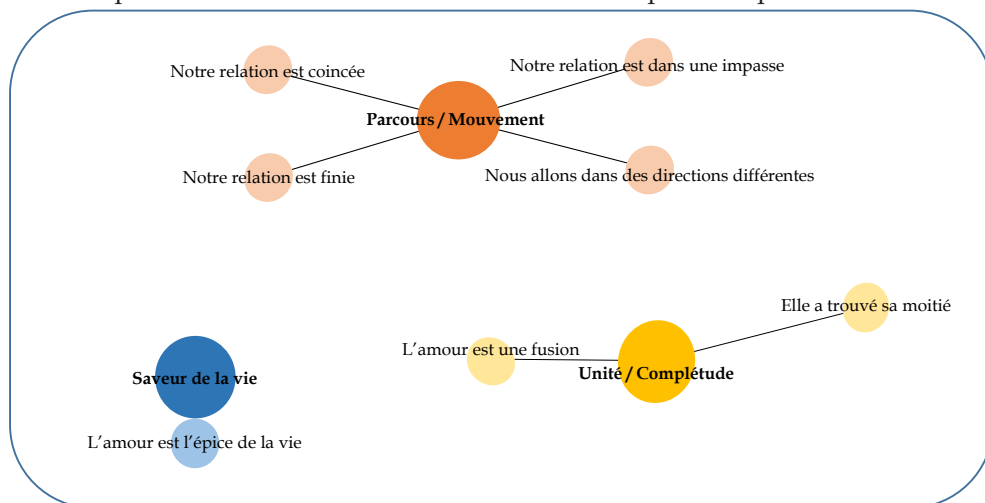 Notre relation est coincée
Notre relation est dans une impasse
Parcours / Mouvement
Notre relation est finie
Nous allons dans des directions différentes
Elle a trouvé sa moitié
L'amour est une fusion
Unité / Complétude
Saveur de la vie
L'amour est l'épice de la vie